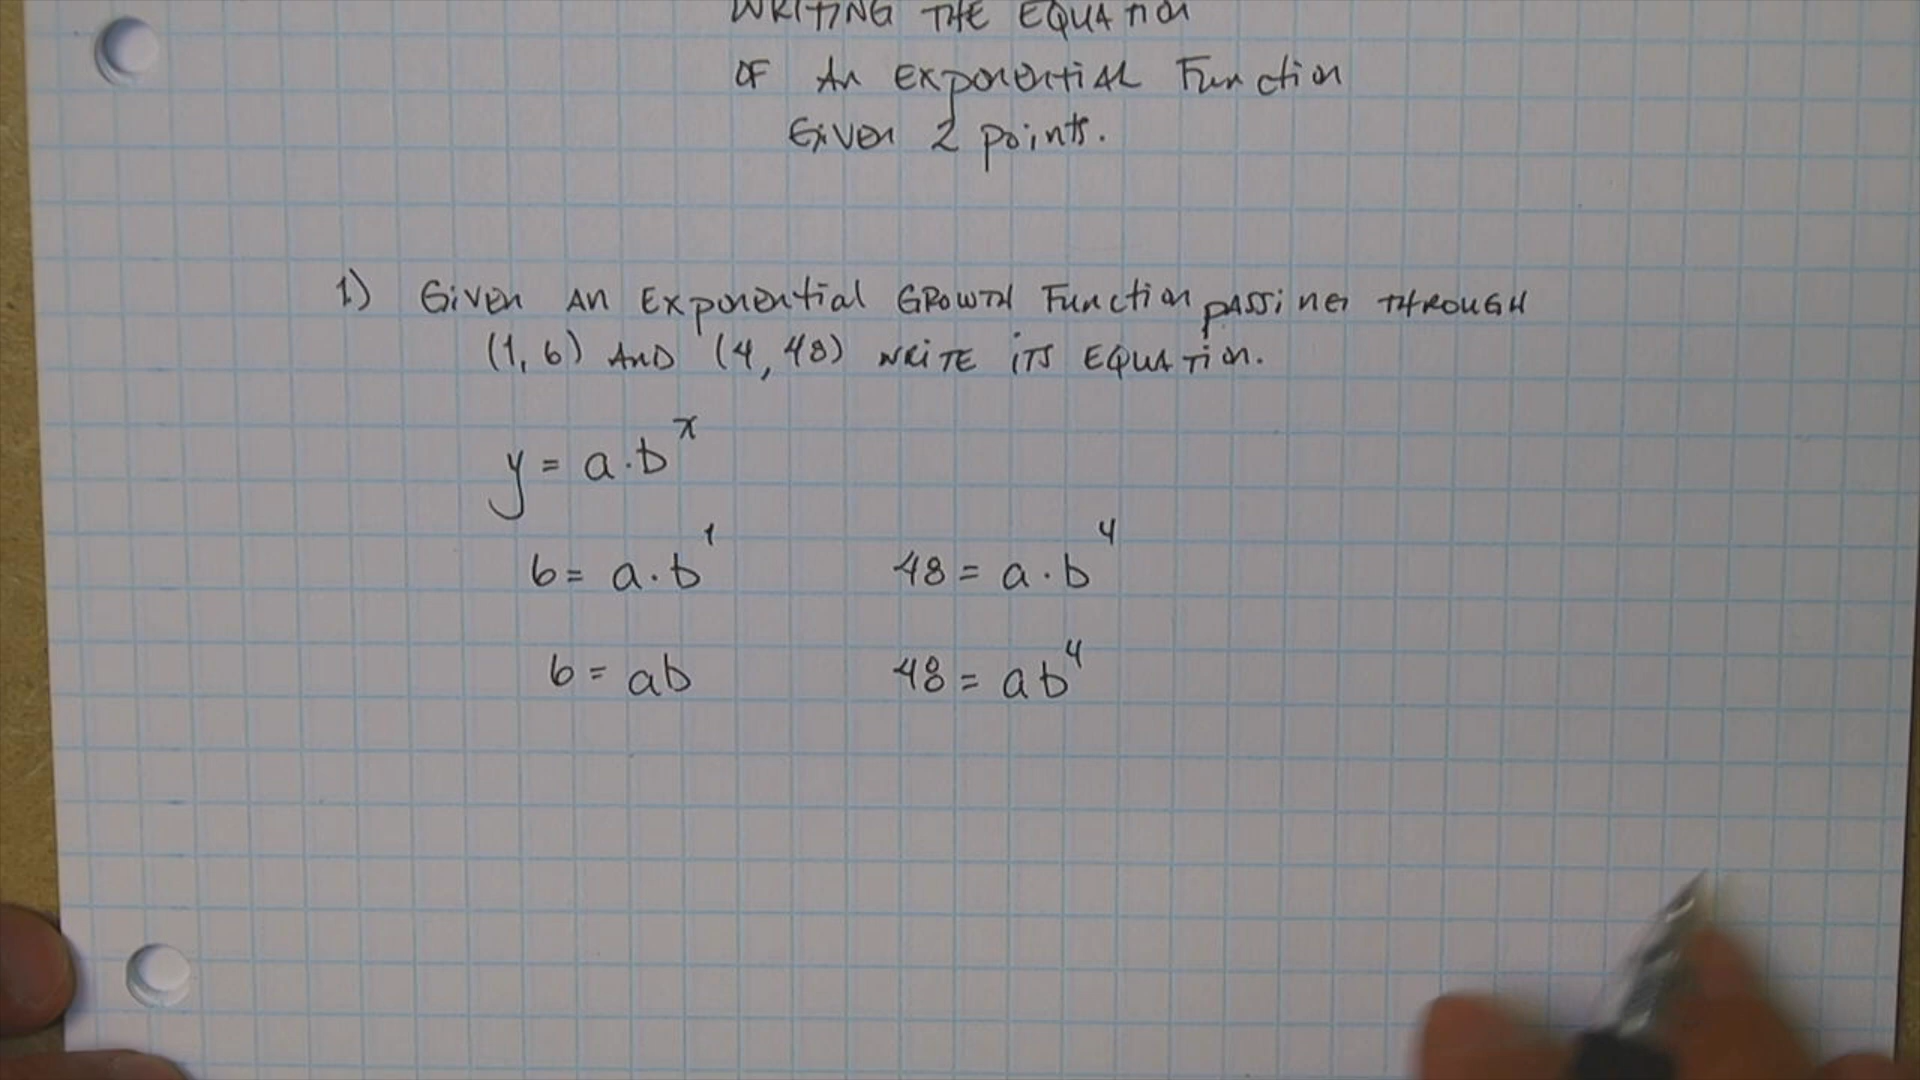 WRITING THE EQUATION
OF An Exponential Function
Given 2 points.
1) Given AN Exponential GROWTH Function passing THROUGH
(1, 6) AND (4, 48) WRITE iTS EQUATion.
y = a·b^x
6 = a·b^1 48 = a·b^4
6 = ab 48 = ab^4